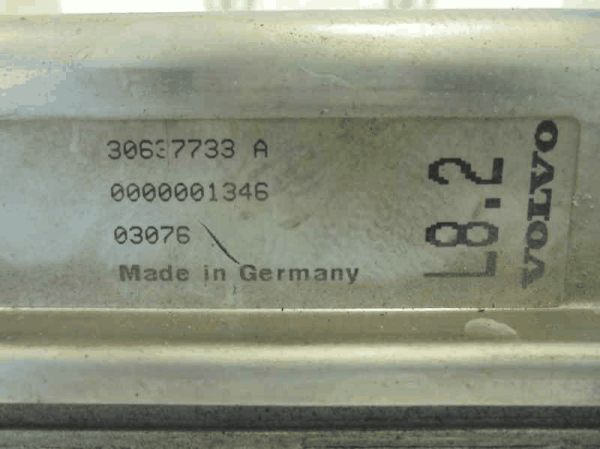 30637733 A
0000001346
03076
Made in Germany
L8.2
VOLVO